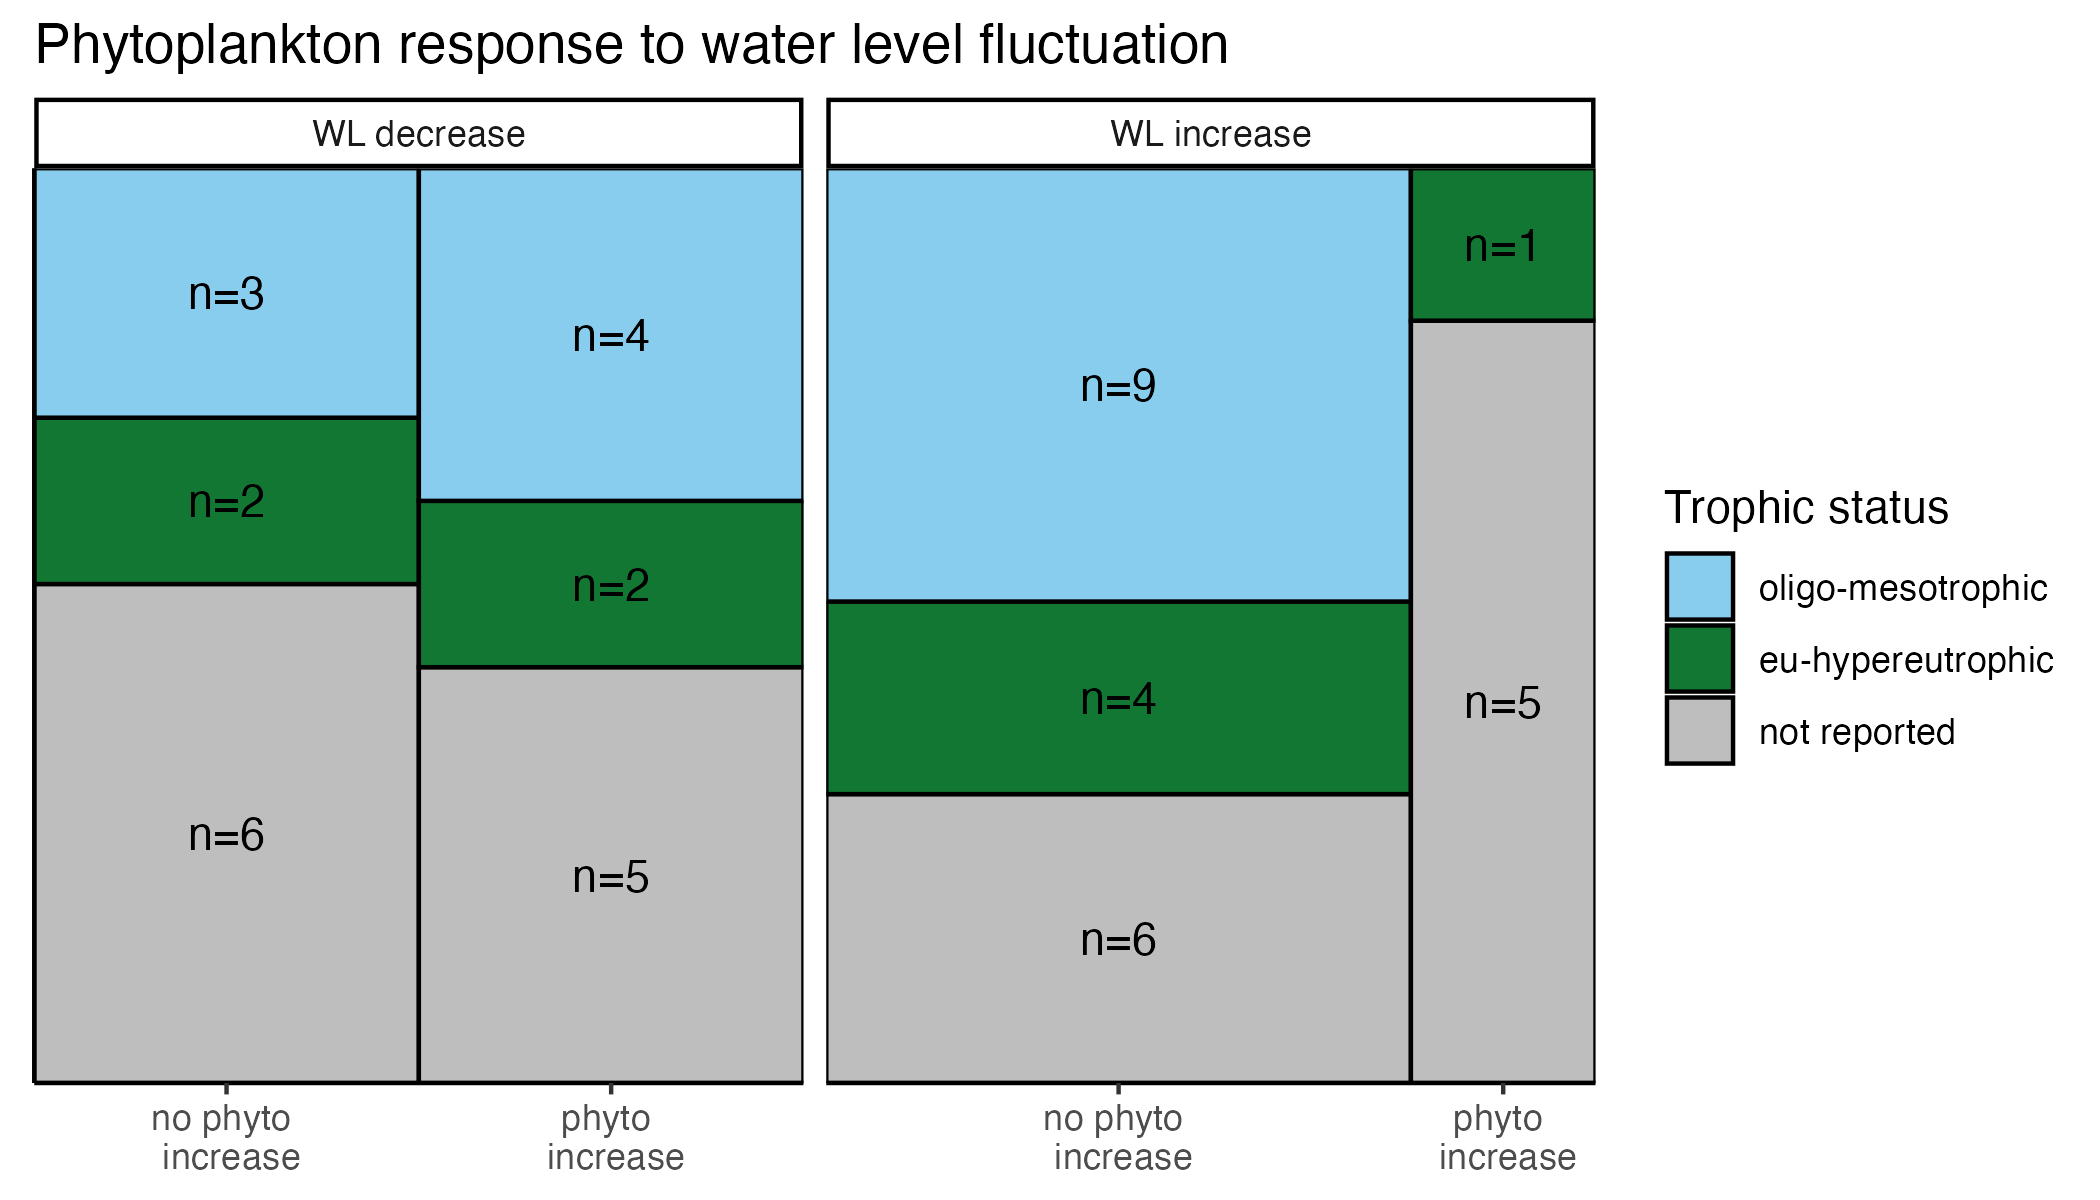 Phytoplankton response to water level fluctuation
WL decrease
n=3
n=4
n=2
n=2
n=6
n=5
no phyto
increase
phyto
increase
WL increase
n=9
n=1
n=4
n=5
n=6
no phyto
increase
phyto
increase
Trophic status
oligo-mesotrophic
eu-hypereutrophic
not reported